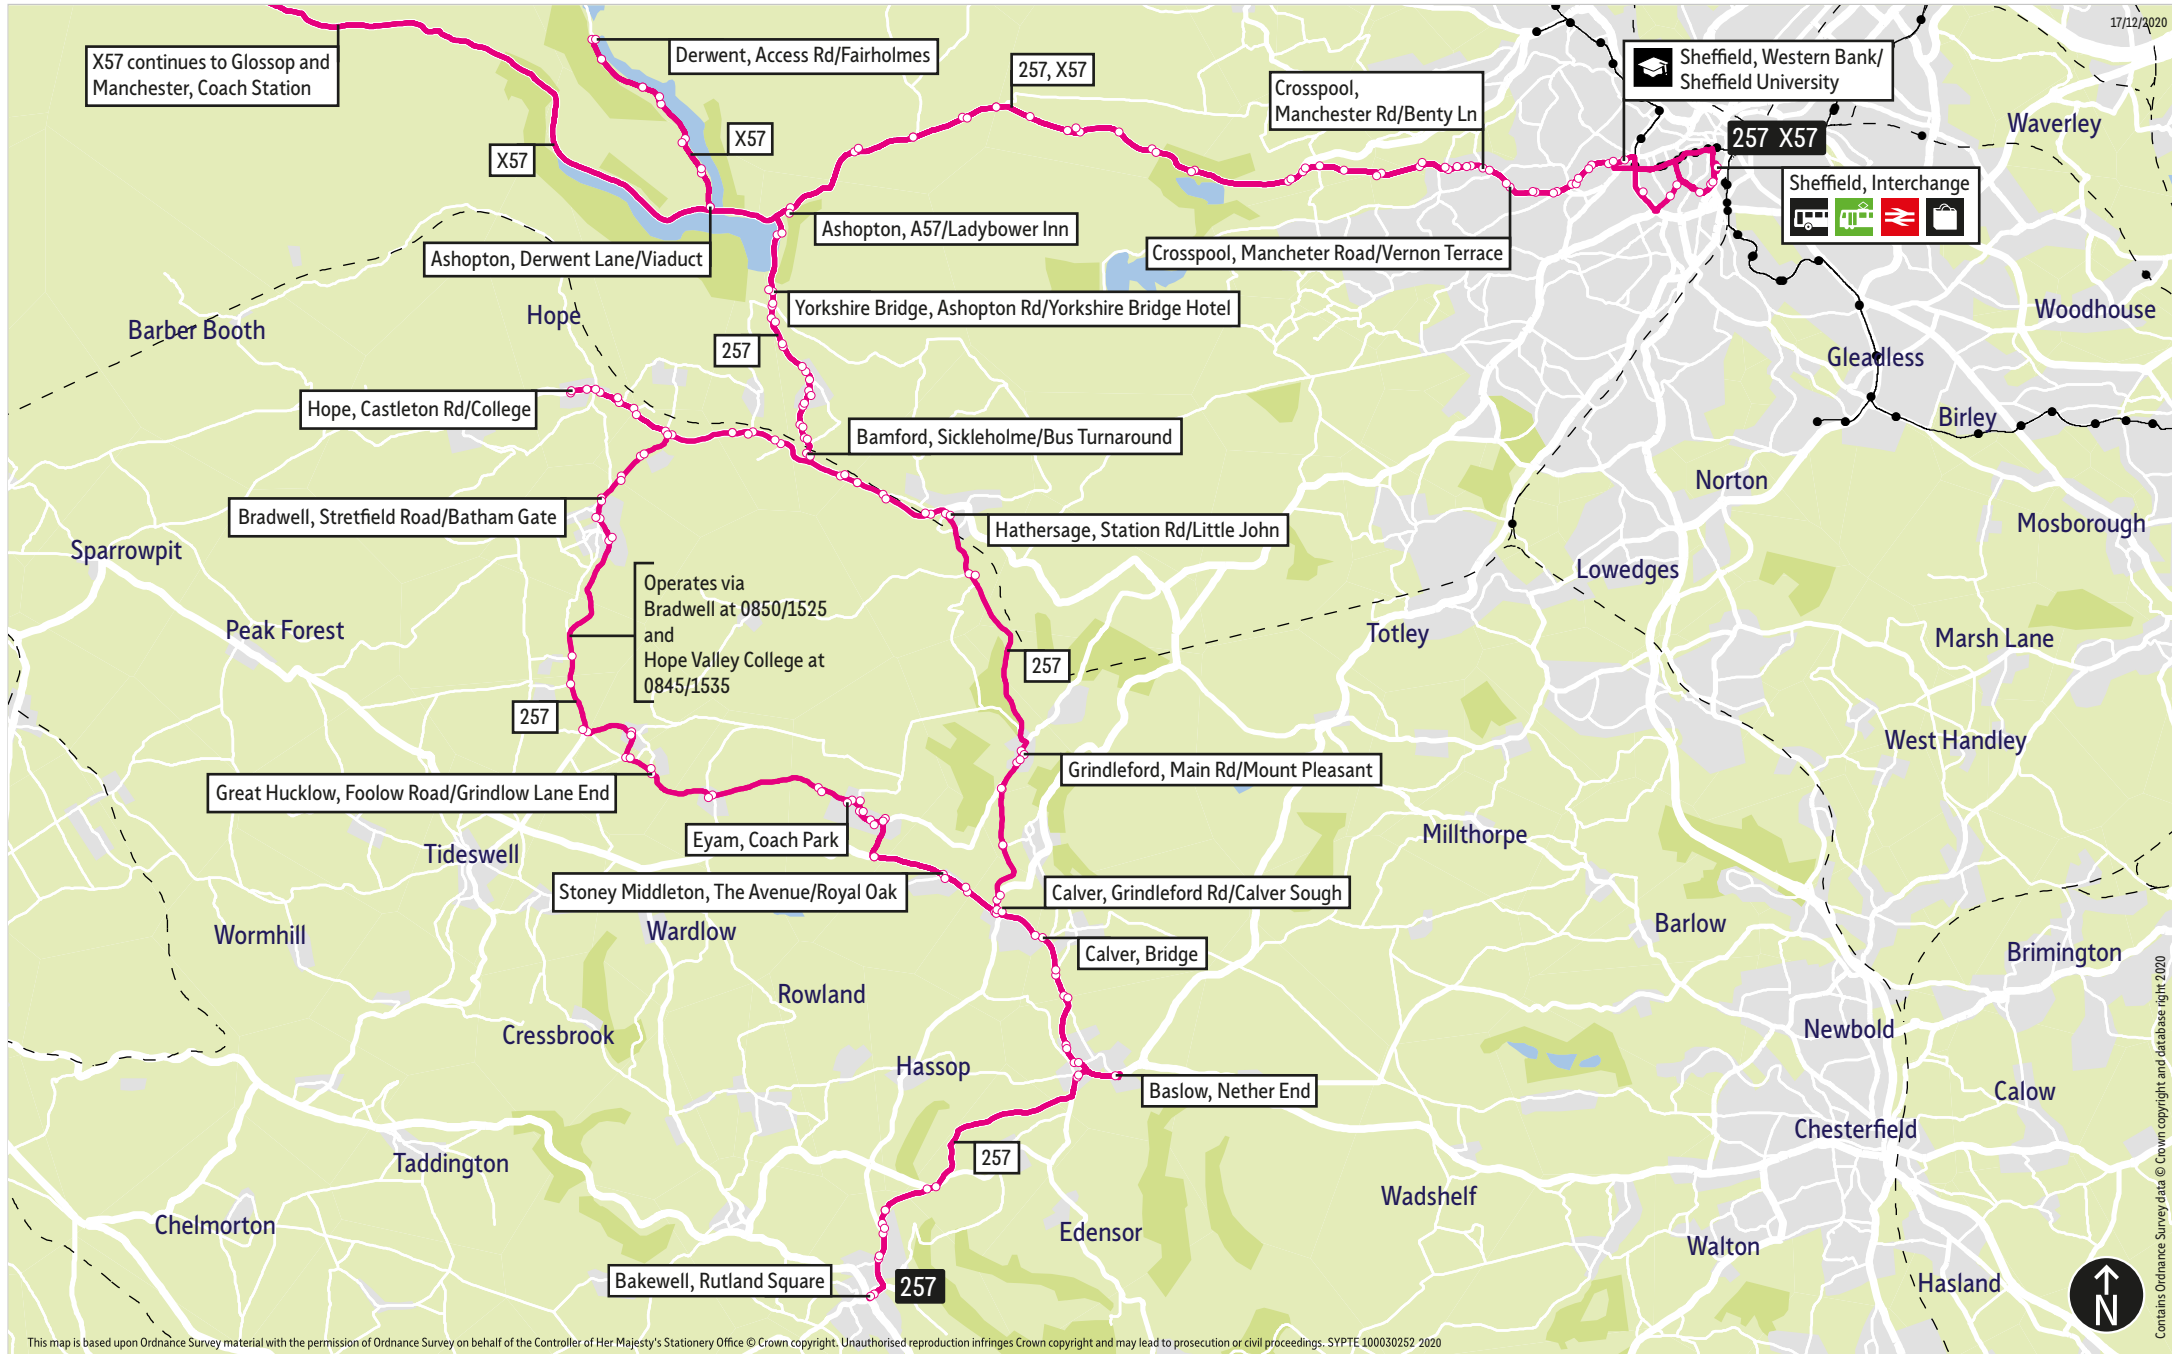 17/12/2020
X57 continues to Glossop and
Manchester, Coach Station
Derwent, Access Rd/Fairholmes
257, X57
Crosspool,
Manchester Rd/Benty Ln
Sheffield, Western Bank/
Sheffield University
Waverley
X57
X57
257 X57
Sheffield, Interchange
Ashopton, A57/Ladybower Inn
Ashopton, Derwent Lane/Viaduct
Crosspool, Mancheter Road/Vernon Terrace
Yorkshire Bridge, Ashopton Rd/Yorkshire Bridge Hotel
Barber Booth
Hope
Woodhouse
257
Gleadless
Hope, Castleton Rd/College
Birley
Bamford, Sickleholme/Bus Turnaround
Norton
Bradwell, Stretfield Road/Batham Gate
Hathersage, Station Rd/Little John
Mosborough
Sparrowpit
Lowedges
Operates via
Bradwell at 0850/1525
and
Hope Valley College at
0845/1535
Peak Forest
Totley
Marsh Lane
257
257
West Handley
Grindleford, Main Rd/Mount Pleasant
Great Hucklow, Foolow Road/Grindlow Lane End
Eyam, Coach Park
Millthorpe
Tideswell
Stoney Middleton, The Avenue/Royal Oak
Calver, Grindleford Rd/Calver Sough
Barlow
Wormhill
Wardlow
Calver, Bridge
Brimington
Rowland
Cressbrook
Newbold
Hassop
Baslow, Nether End
Calow
Chesterfield
257
Taddington
Wadshelf
Chelmorton
Edensor
Walton
Bakewell, Rutland Square
257
Hasland
N
This map is based upon Ordnance Survey material with the permission of Ordnance Survey on behalf of the Controller of Her Majesty's Stationery Office © Crown copyright. Unauthorised reproduction infringes Crown copyright and may lead to prosecution or civil proceedings. SYPTE 100030252 2020
Contains Ordnance Survey data © Crown copyright and database right 2020